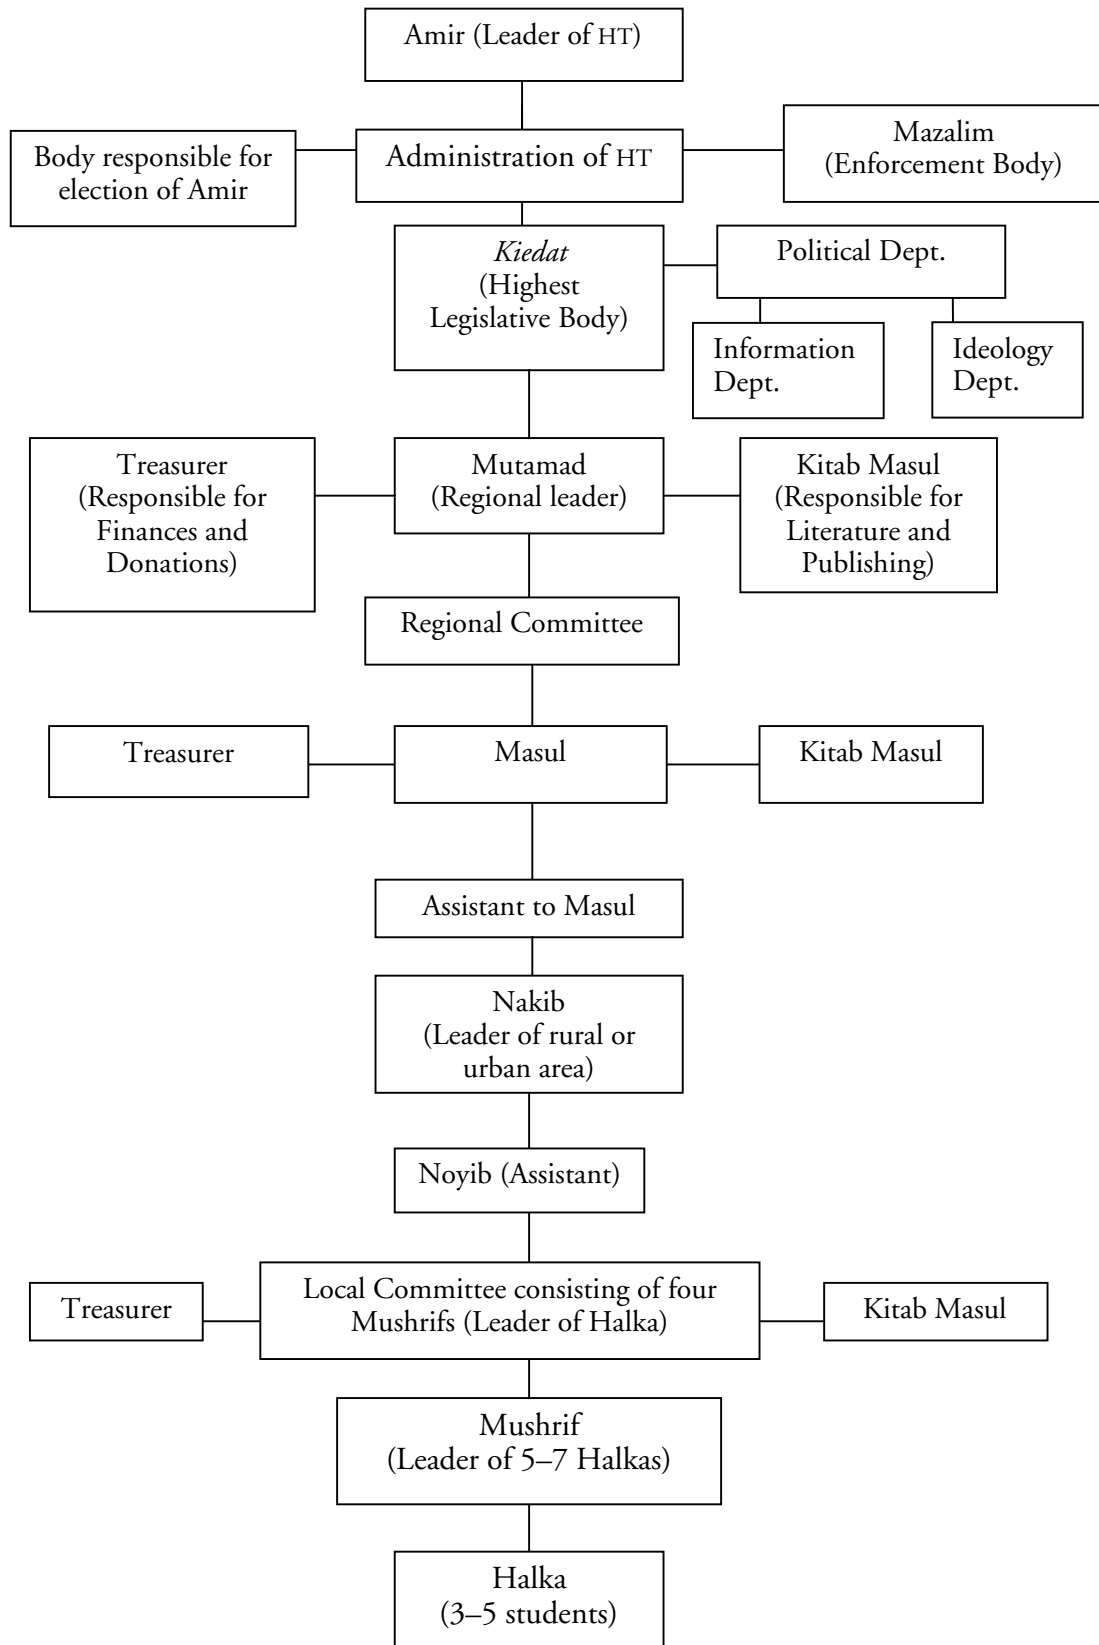 Amir (Leader of HT)
Body responsible for
election of Amir
Administration of HT
Mazalim
(Enforcement Body)
Kiedat
(Highest
Legislative Body)
Political Dept.
Information
Dept.
Ideology
Dept.
Treasurer
(Responsible for
Finances and
Donations)
Mutamad
(Regional leader)
Kitab Masul
(Responsible for
Literature and
Publishing)
Regional Committee
Treasurer
Masul
Kitab Masul
Assistant to Masul
Nakib
(Leader of rural or
urban area)
Noyib (Assistant)
Treasurer
Local Committee consisting of four
Mushrifs (Leader of Halka)
Kitab Masul
Mushrif
(Leader of 5–7 Halkas)
Halka
(3–5 students)